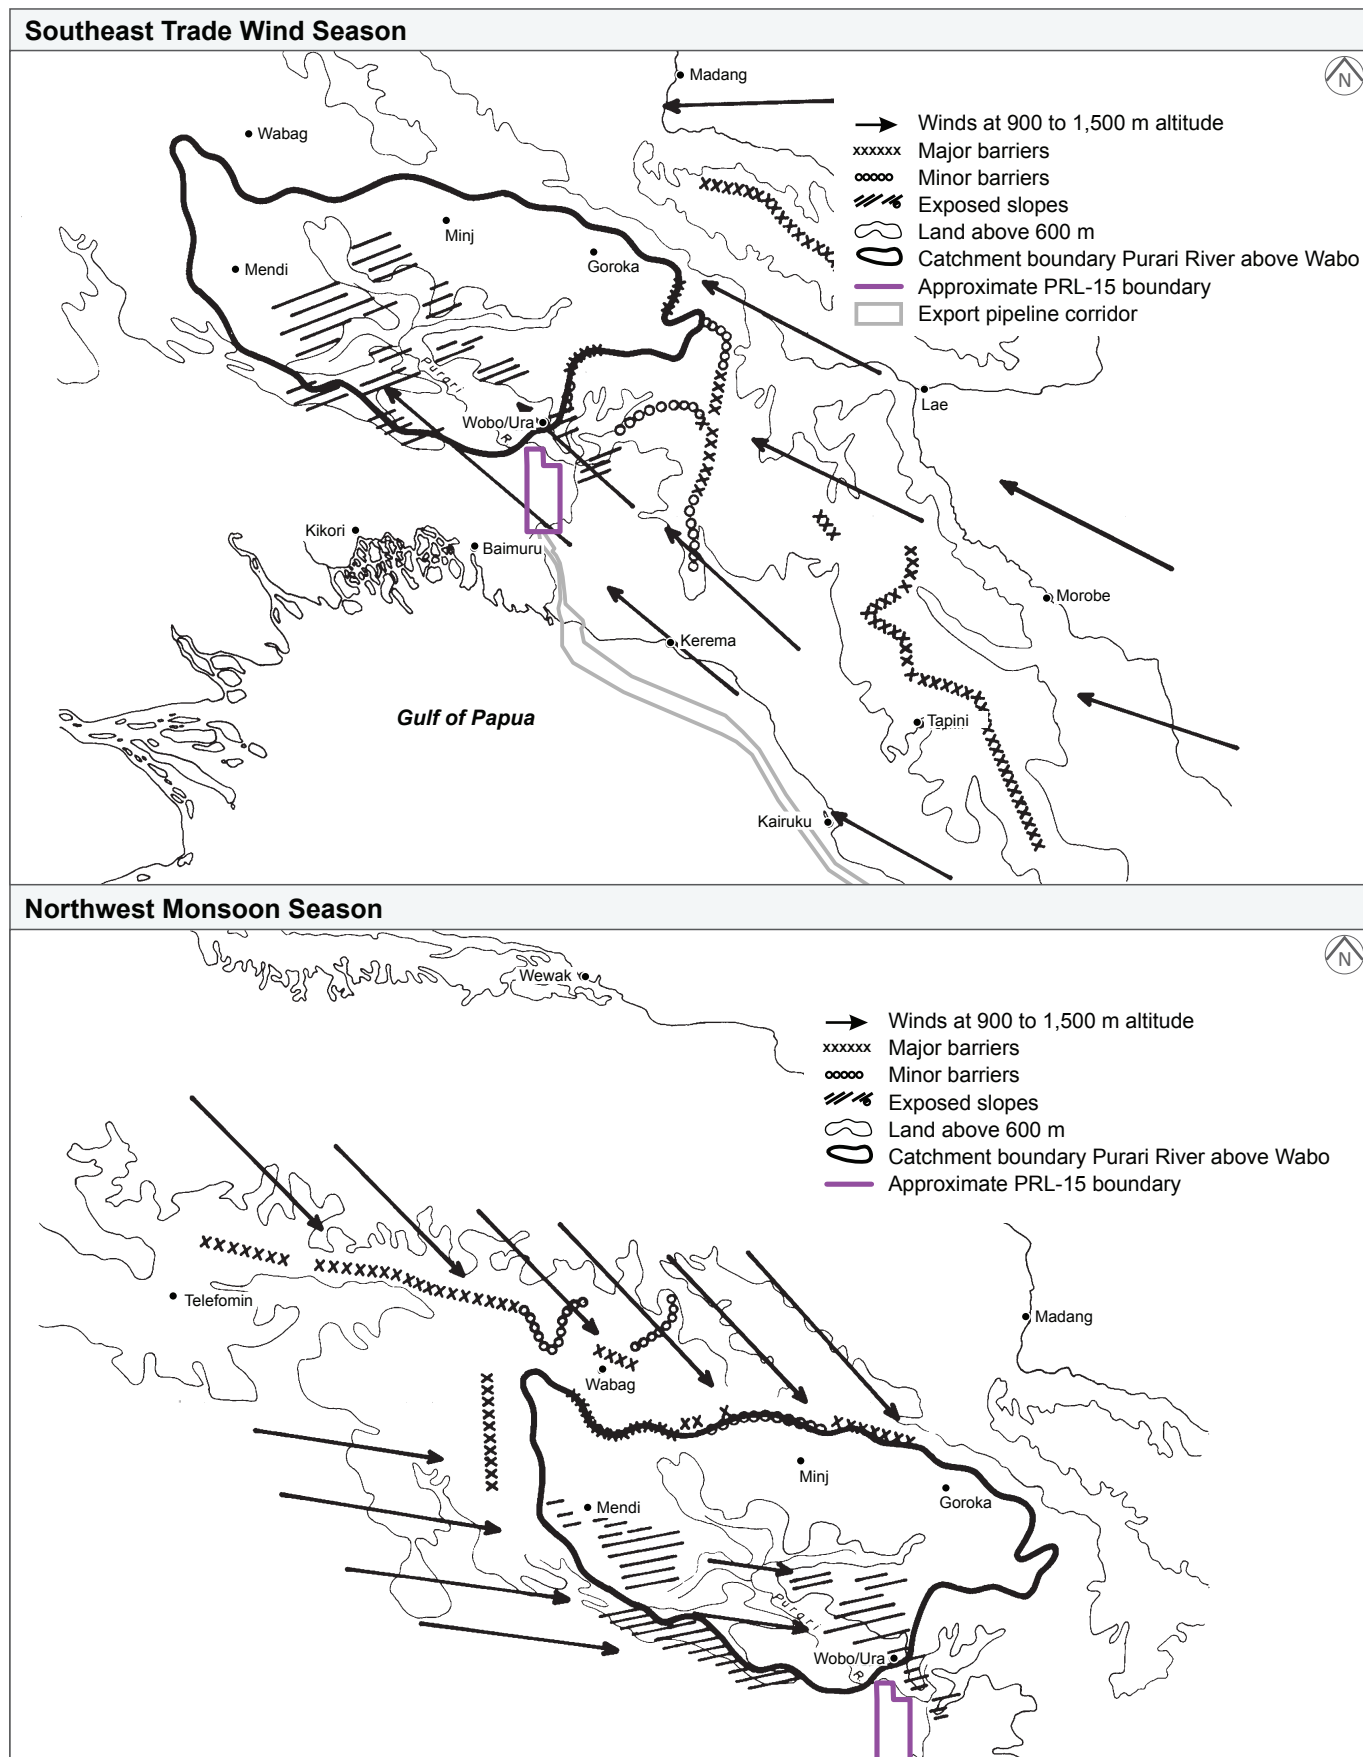 Southeast Trade Wind Season
N
Madang
Winds at 900 to 1,500 m altitude
xxxxxx Major barriers
Minor barriers
Exposed slopes
Land above 600 m
Catchment boundary Purari River above Wabo
Approximate PRL-15 boundary
Export pipeline corridor
Wabag
Minj
Goroka
Mendi
Lae
Purari
R.
Wobo/Ura
Kikori
Baimuru
Morobe
Kerema
Gulf of Papua
Tapini
Kairuku
Northwest Monsoon Season
N
Wewak
Winds at 900 to 1,500 m altitude
xxxxxx Major barriers
Minor barriers
Exposed slopes
Land above 600 m
Catchment boundary Purari River above Wabo
Approximate PRL-15 boundary
Telefomin
Madang
Wabag
Minj
Goroka
Mendi
Purari
R.
Wobo/Ura